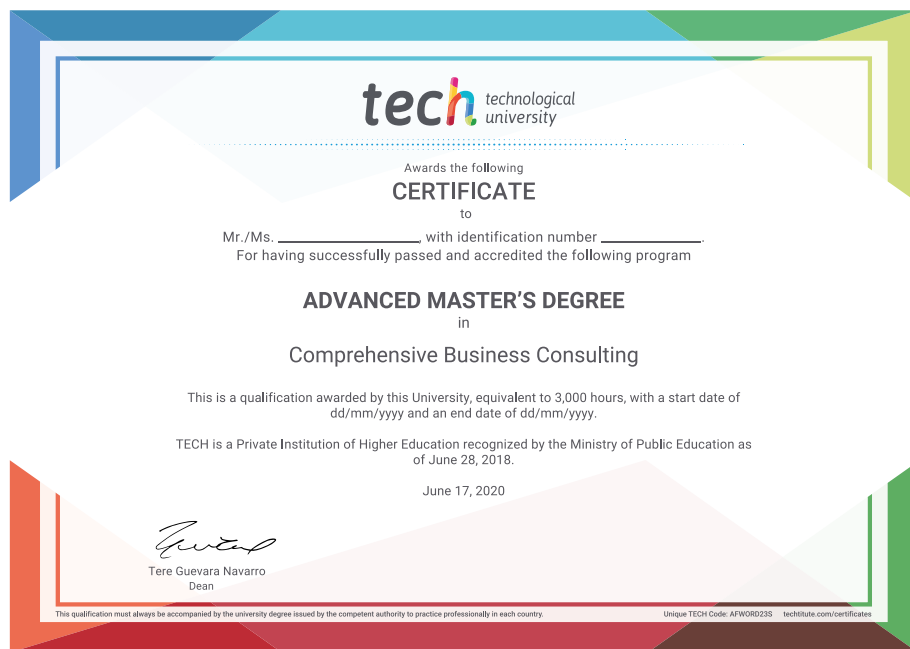 tech technological
university
Awards the following
CERTIFICATE
to
Mr./Ms. ____________________, with identification number ______________.
For having successfully passed and accredited the following program
ADVANCED MASTER'S DEGREE
in
Comprehensive Business Consulting
This is a qualification awarded by this University, equivalent to 3,000 hours, with a start date of
dd/mm/yyyy and an end date of dd/mm/yyyy.
TECH is a Private Institution of Higher Education recognized by the Ministry of Public Education as
of June 28, 2018.
June 17, 2020
Tere Guevara Navarro
Dean
This qualification must always be accompanied by the university degree issued by the competent authority to practice professionally in each country. Unique TECH Code: AFWORD23S techtitute.com/certificates